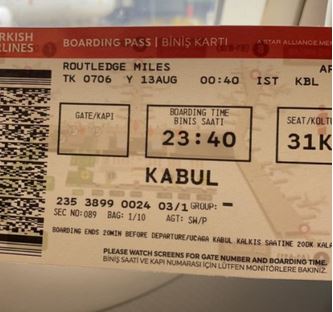 RKISH
RLINES
BOARDING PASS | BİNİŞ KARTI
A STAR ALLIANCE MEM
ROUTLEDGE MILES
TK 0706 Y 13AUG 00:40 IST KBL
GATE/KAPI
BOARDING TIME
BINIS SAATI
23:40
SEAT/KOLTU
31K
KABUL
235 3899 0024 03/1 GROUP: -
SEC NO:089 BAG: 1/10 AGT: SW/P
BOARDING ENDS 20MIN BEFORE DEPARTURE/UCAGA KABUL KALKIS SAATINE 20DK KALA
PLEASE WATCH SCREENS FOR GATE NUMBER AND BOARDING TIME.
BİNİŞ SAATİ VE KAPI NUMARASI İÇİN LÜTFEN MONİTÖRLERE BAKINIZ.